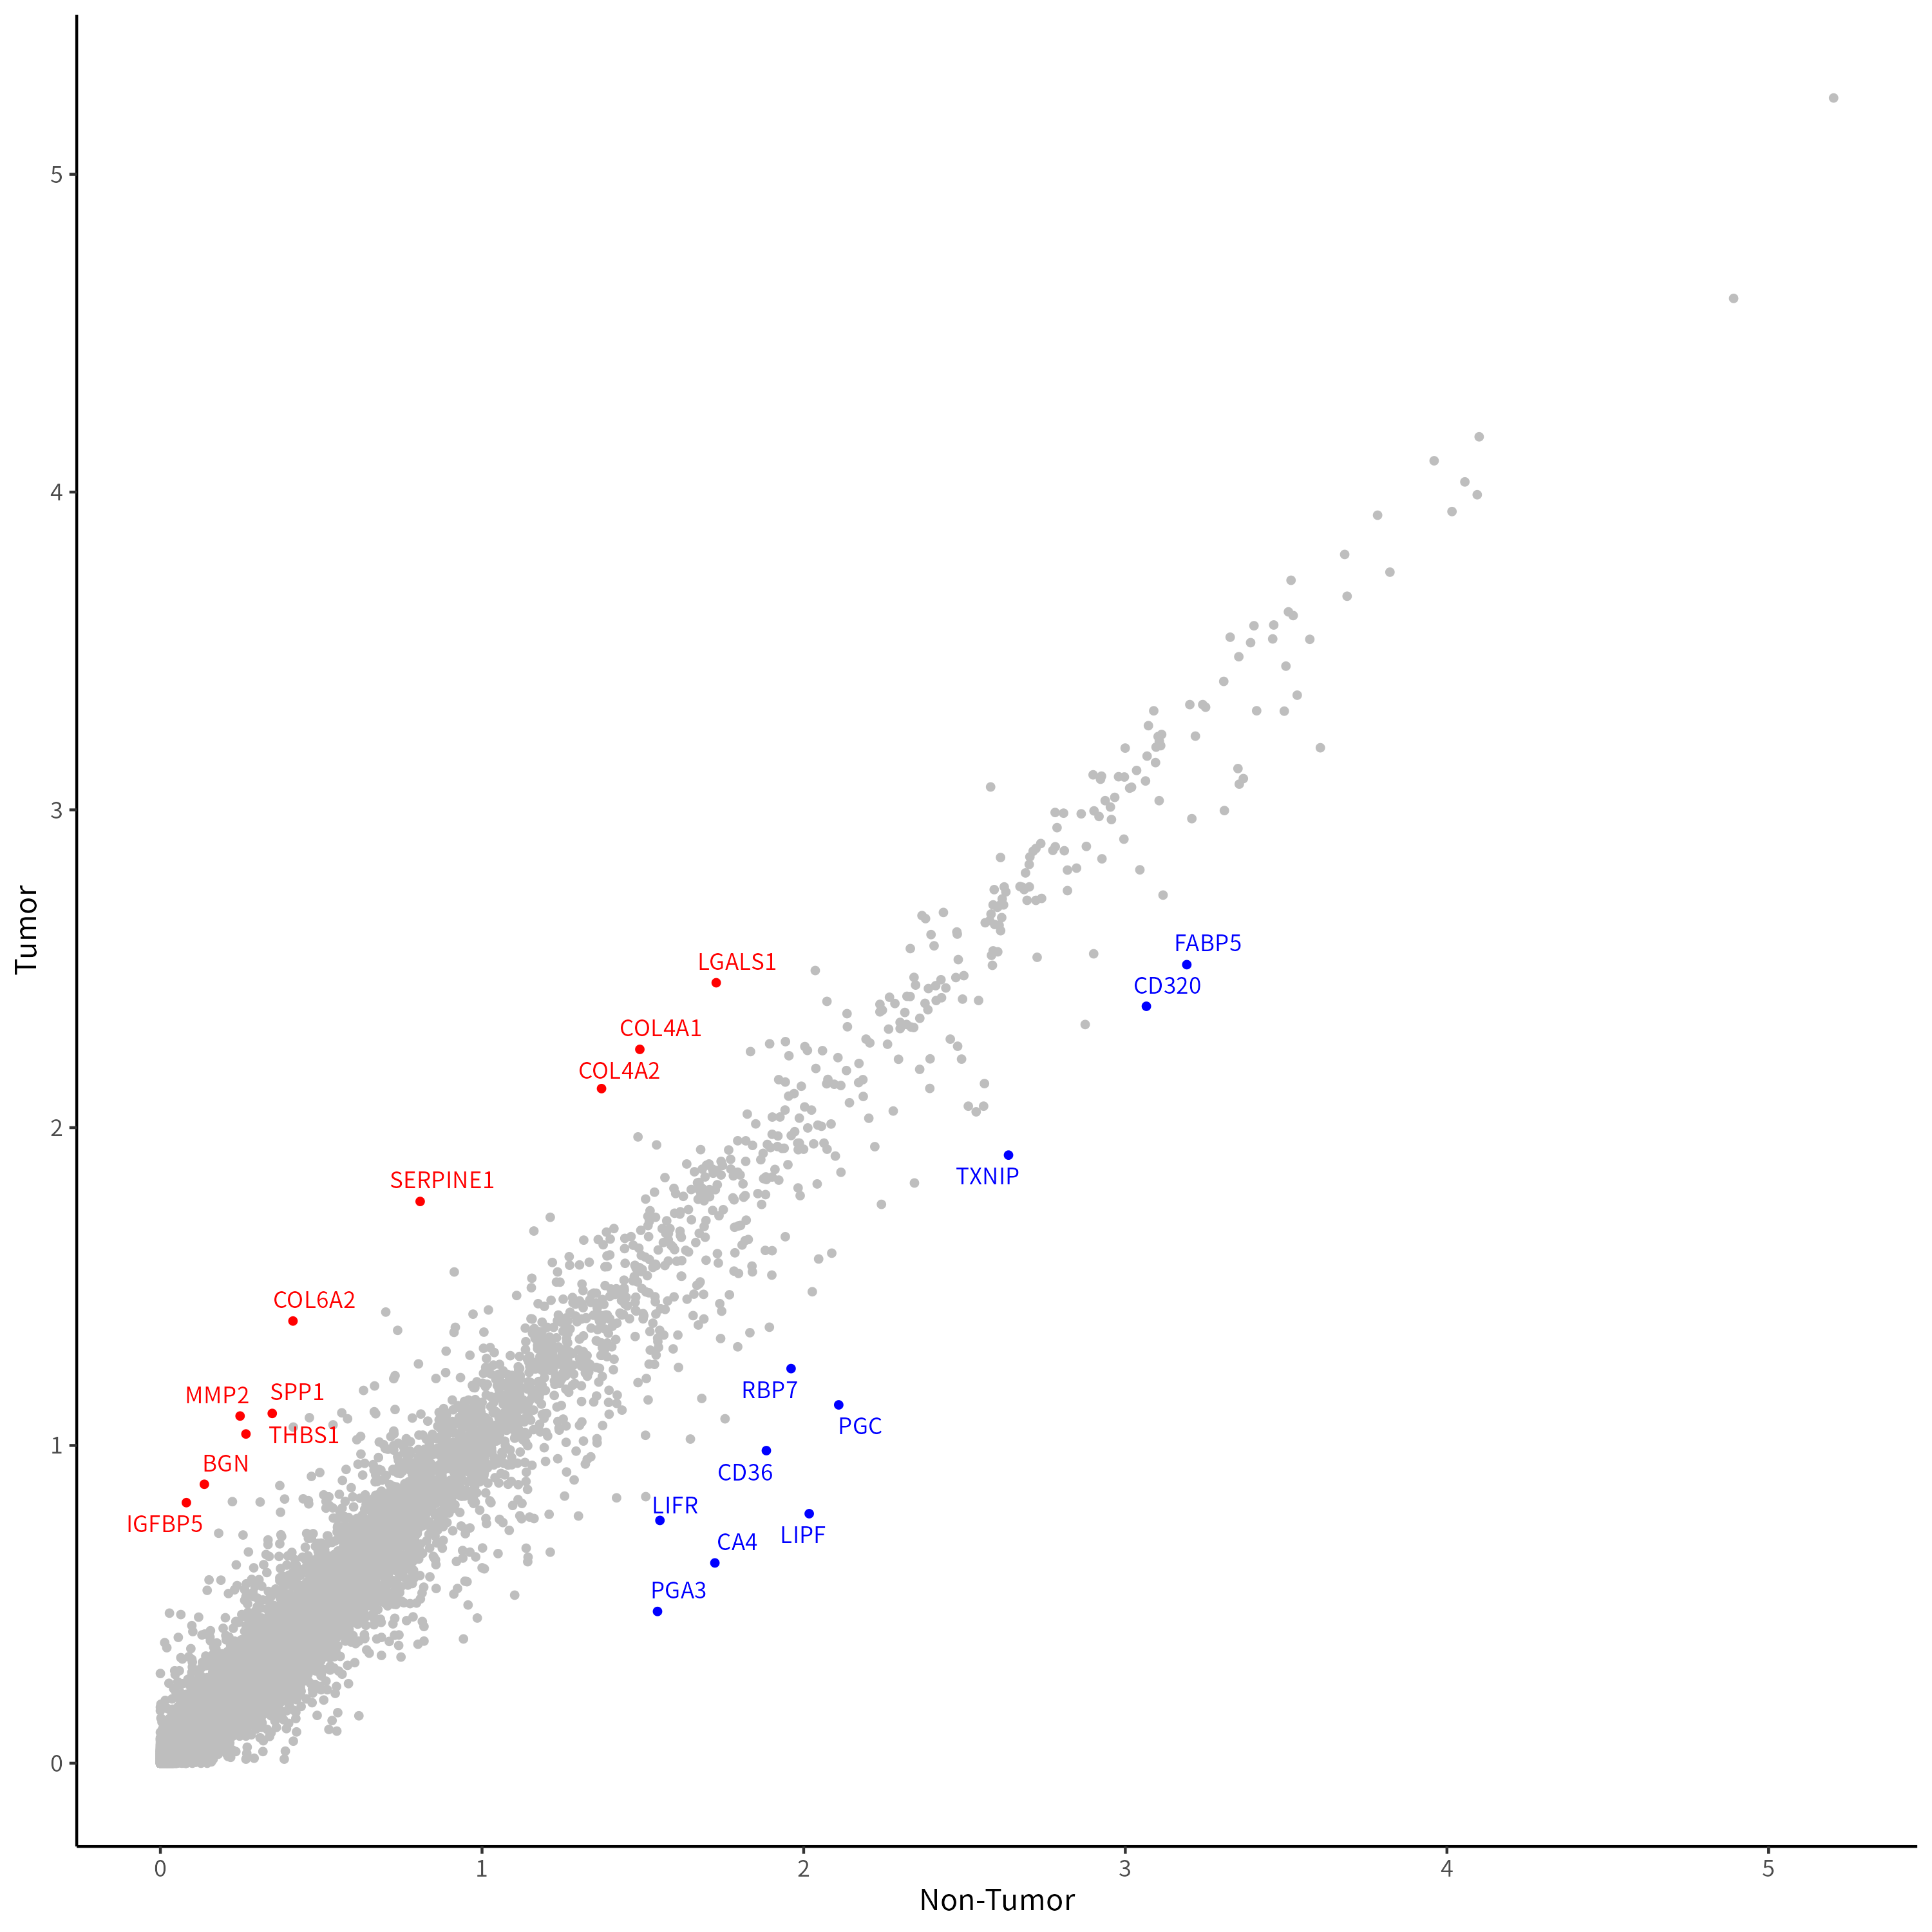 5
4
3
2
1
0
Tumor
FABP5
LGALS1
CD320
COL4A1
COL4A2
TXNIP
SERPINE1
COL6A2
RBP7
MMP2
SPP1
PGC
THBS1
BGN
CD36
LIFR
IGFBP5
LIPF
CA4
PGA3
0 1 2 3 4 5
Non-Tumor